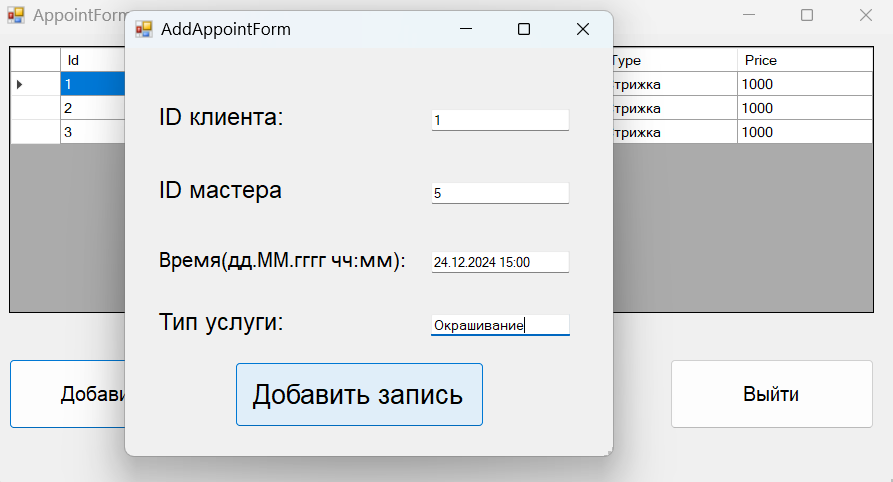 AppointForm
AddAppointForm
Id
Type
Price
1
трижка
1000
2
трижка
1000
3
трижка
1000
ID клиента:
1
ID мастера
5
Время(дд.ММ.гггг чч:мм):
24.12.2024 15:00
Тип услуги:
Окрашивание
Добавить запись
Добави
Выйти